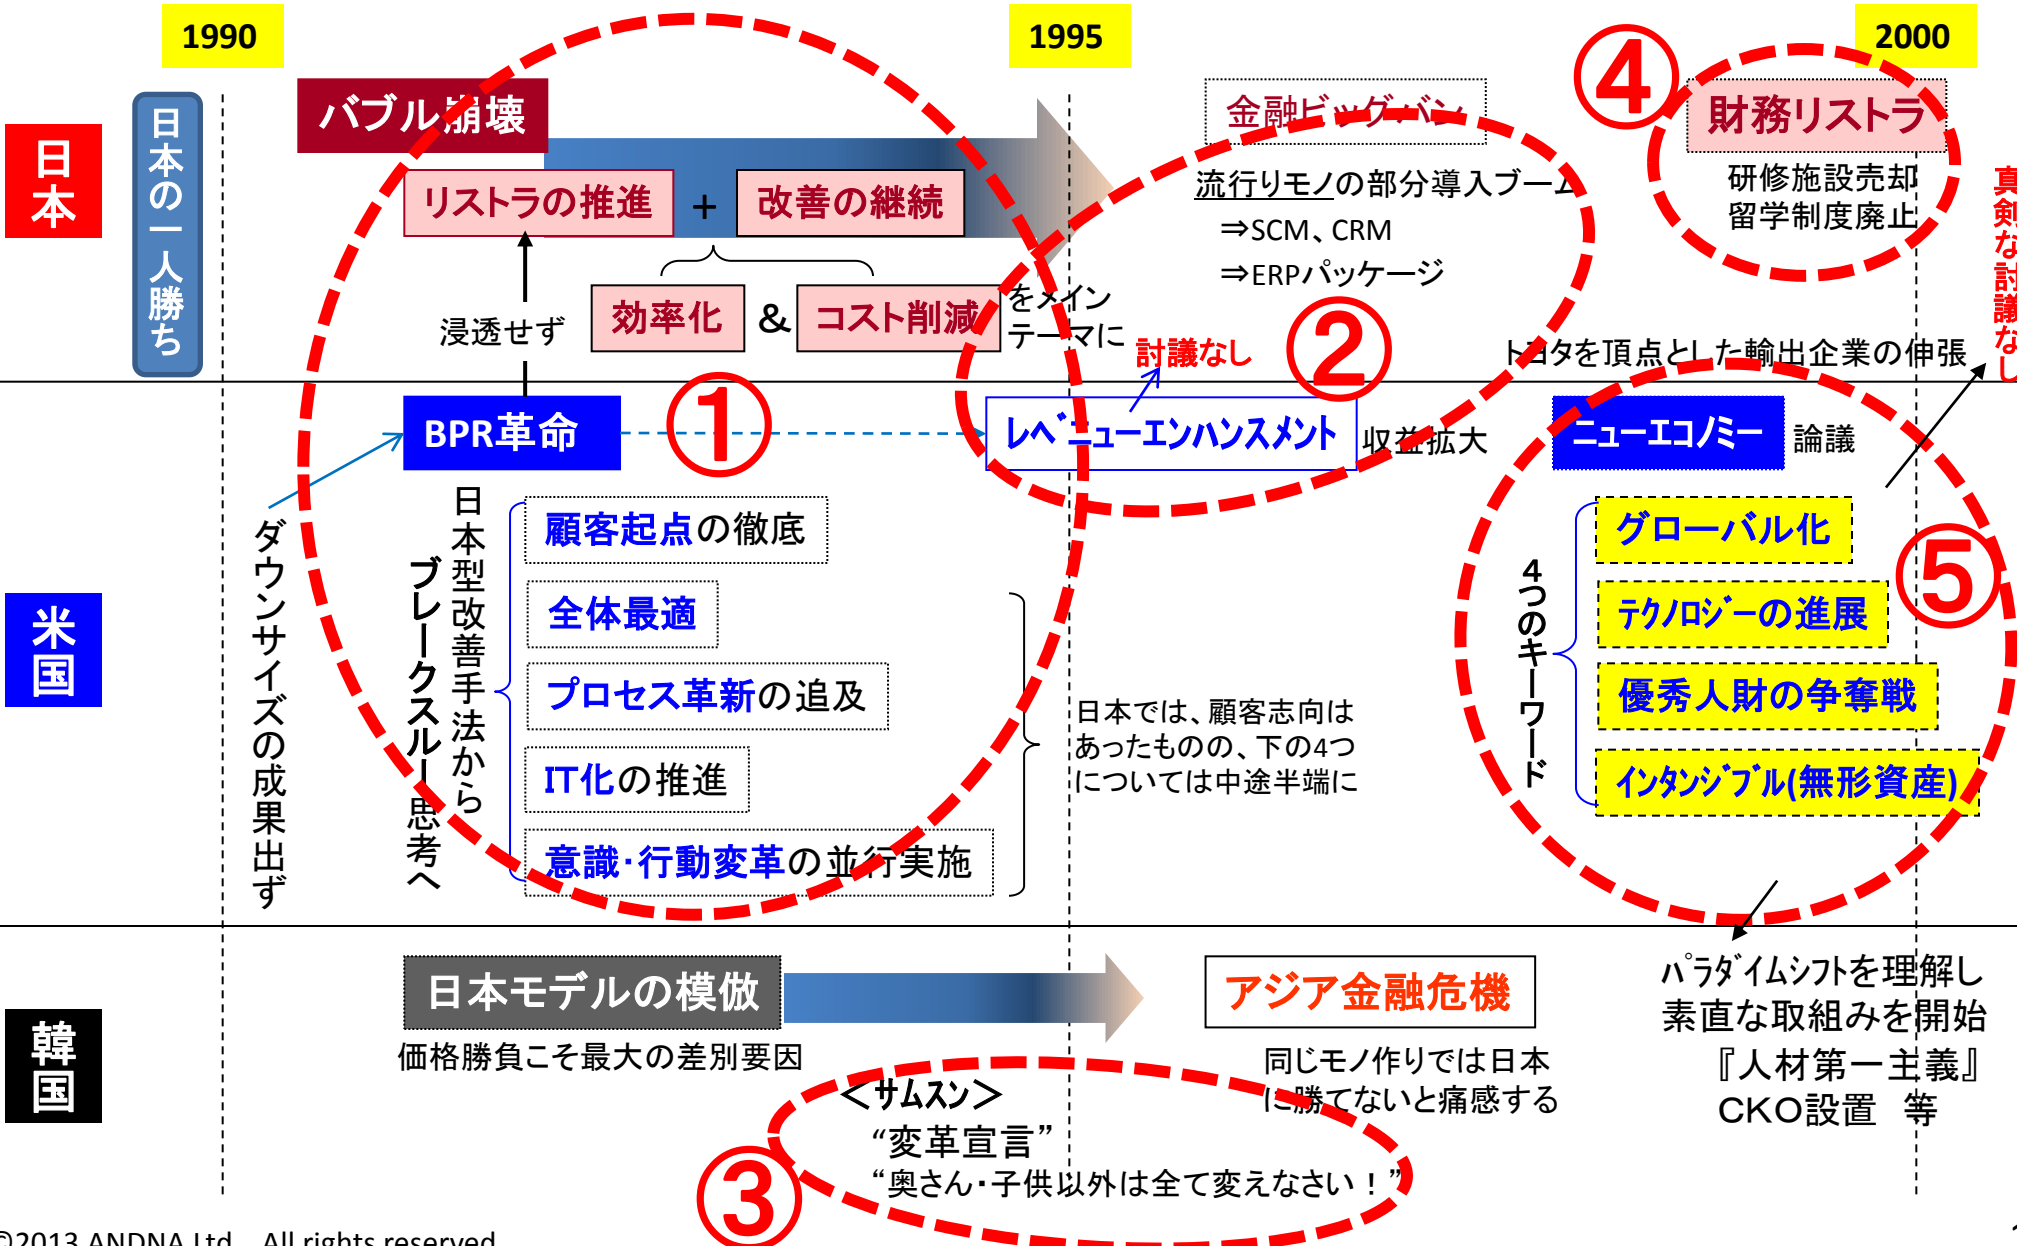 1990
1995
2000
日本
日本の一人勝ち
バブル崩壊
リストラの推進
+
改善の継続
効率化
&
コスト削減
をメイン
テーマに
浸透せず
金融ビッグバン
流行りモノの部分導入ブーム
⇒SCM、CRM
⇒ERPパッケージ
④
財務リストラ
研修施設売却
留学制度廃止
真剣な討議なし
討議なし
②
トヨタを頂点とした輸出企業の伸張
米国
ダウンサイズの成果出ず
BPR革命
①
レベニューエンハンスメント
収益拡大
日本型改善手法から
ブレークスルー思考へ
顧客起点の徹底
全体最適
プロセス革新の追及
IT化の推進
意識・行動変革の並行実施
日本では、顧客志向は
あったものの、下の4つ
については中途半端に
ニューエコノミー
論議
4つのキーワード
グローバル化
テクノロジーの進展
優秀人財の争奪戦
インタンジブル(無形資産)
⑤
韓国
日本モデルの模倣
価格勝負こそ最大の差別要因
<サムスン>
“変革宣言”
“奥さん・子供以外は全て変えなさい！”
③
アジア金融危機
同じモノ作りでは日本
に勝てないと痛感する
パラダイムシフトを理解し
素直な取組みを開始
『人材第一主義』
CKO設置 等
©2013 ANDNA Ltd. All rights reserved